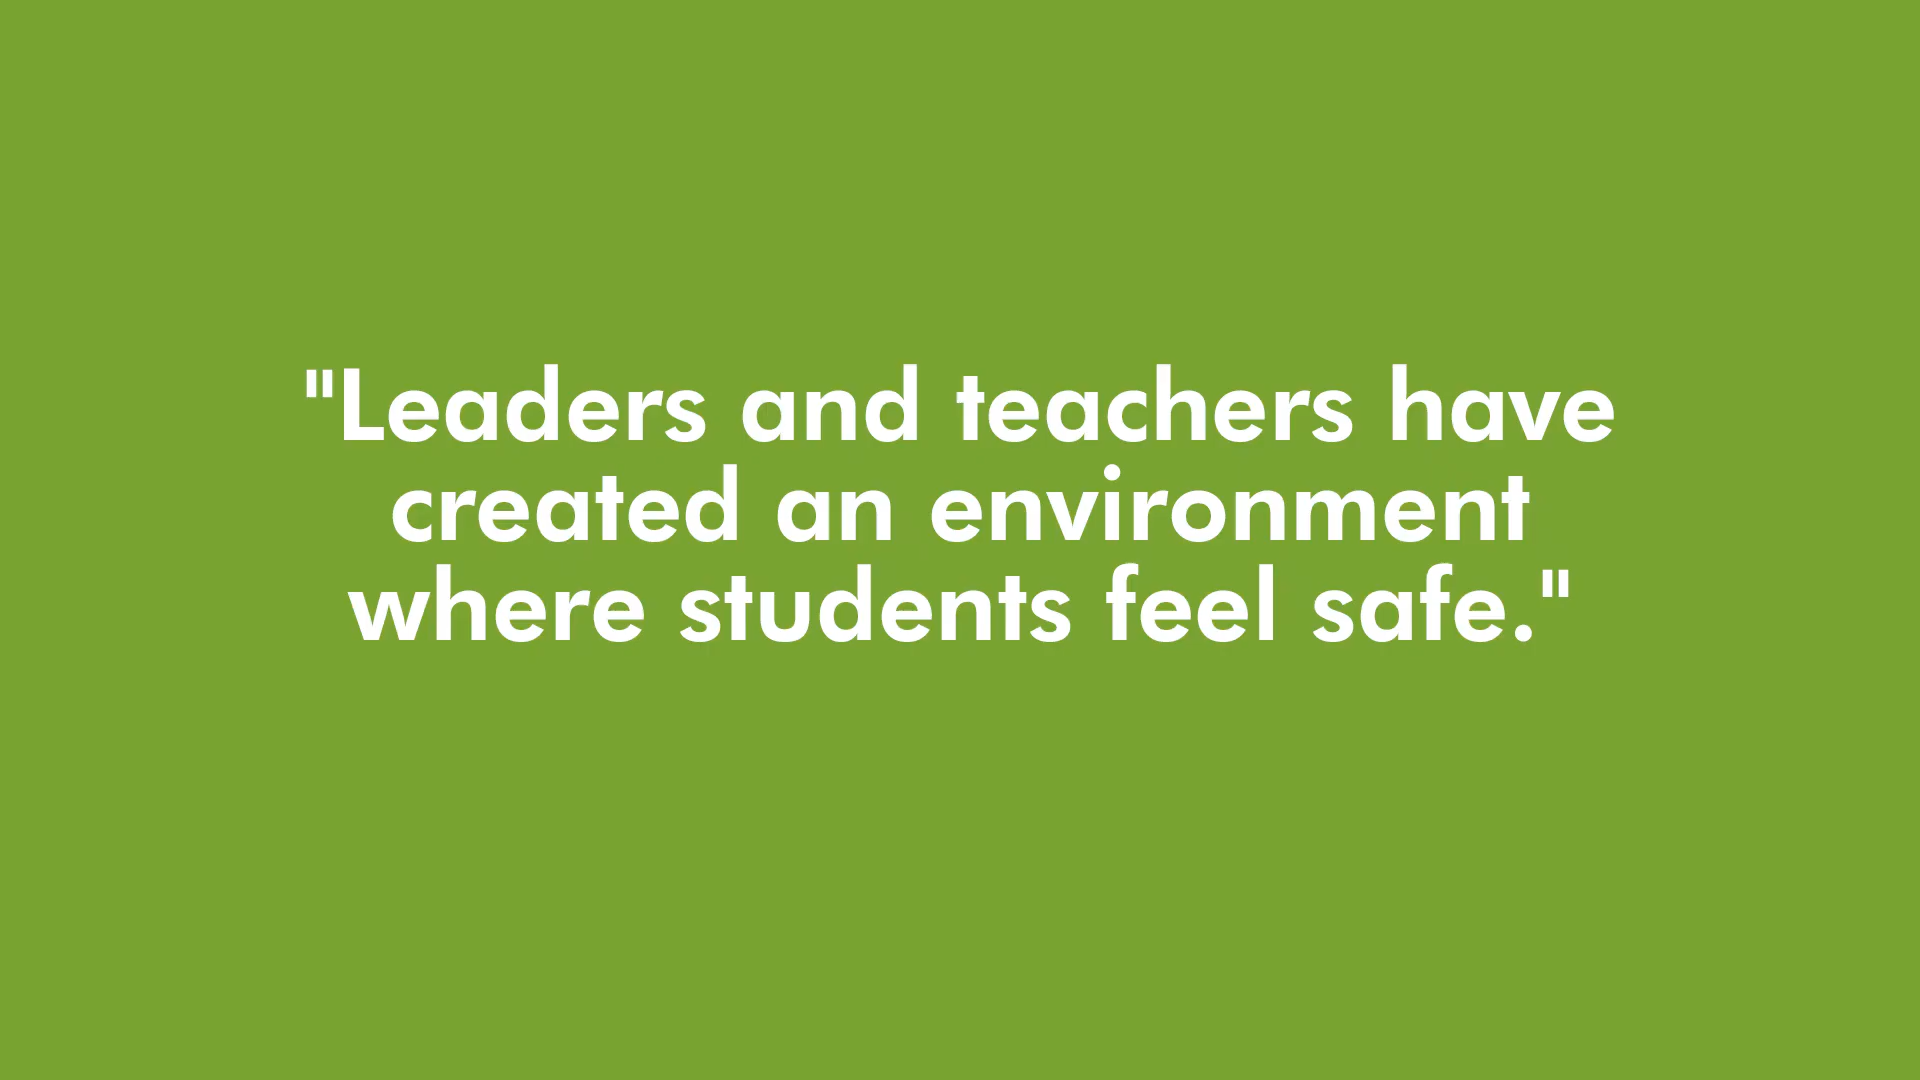 "Leaders and teachers have
created an environment
where students feel safe."